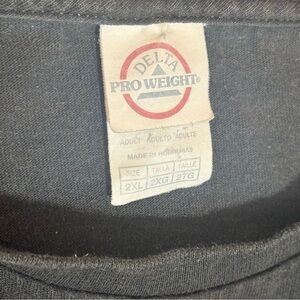 DELTA
PRO WEIGHT®
ADULT ADULTO ADULTE
MADE IN HONDURAS
SIZE TALLA TAILLE
2XL 2XG 2TG